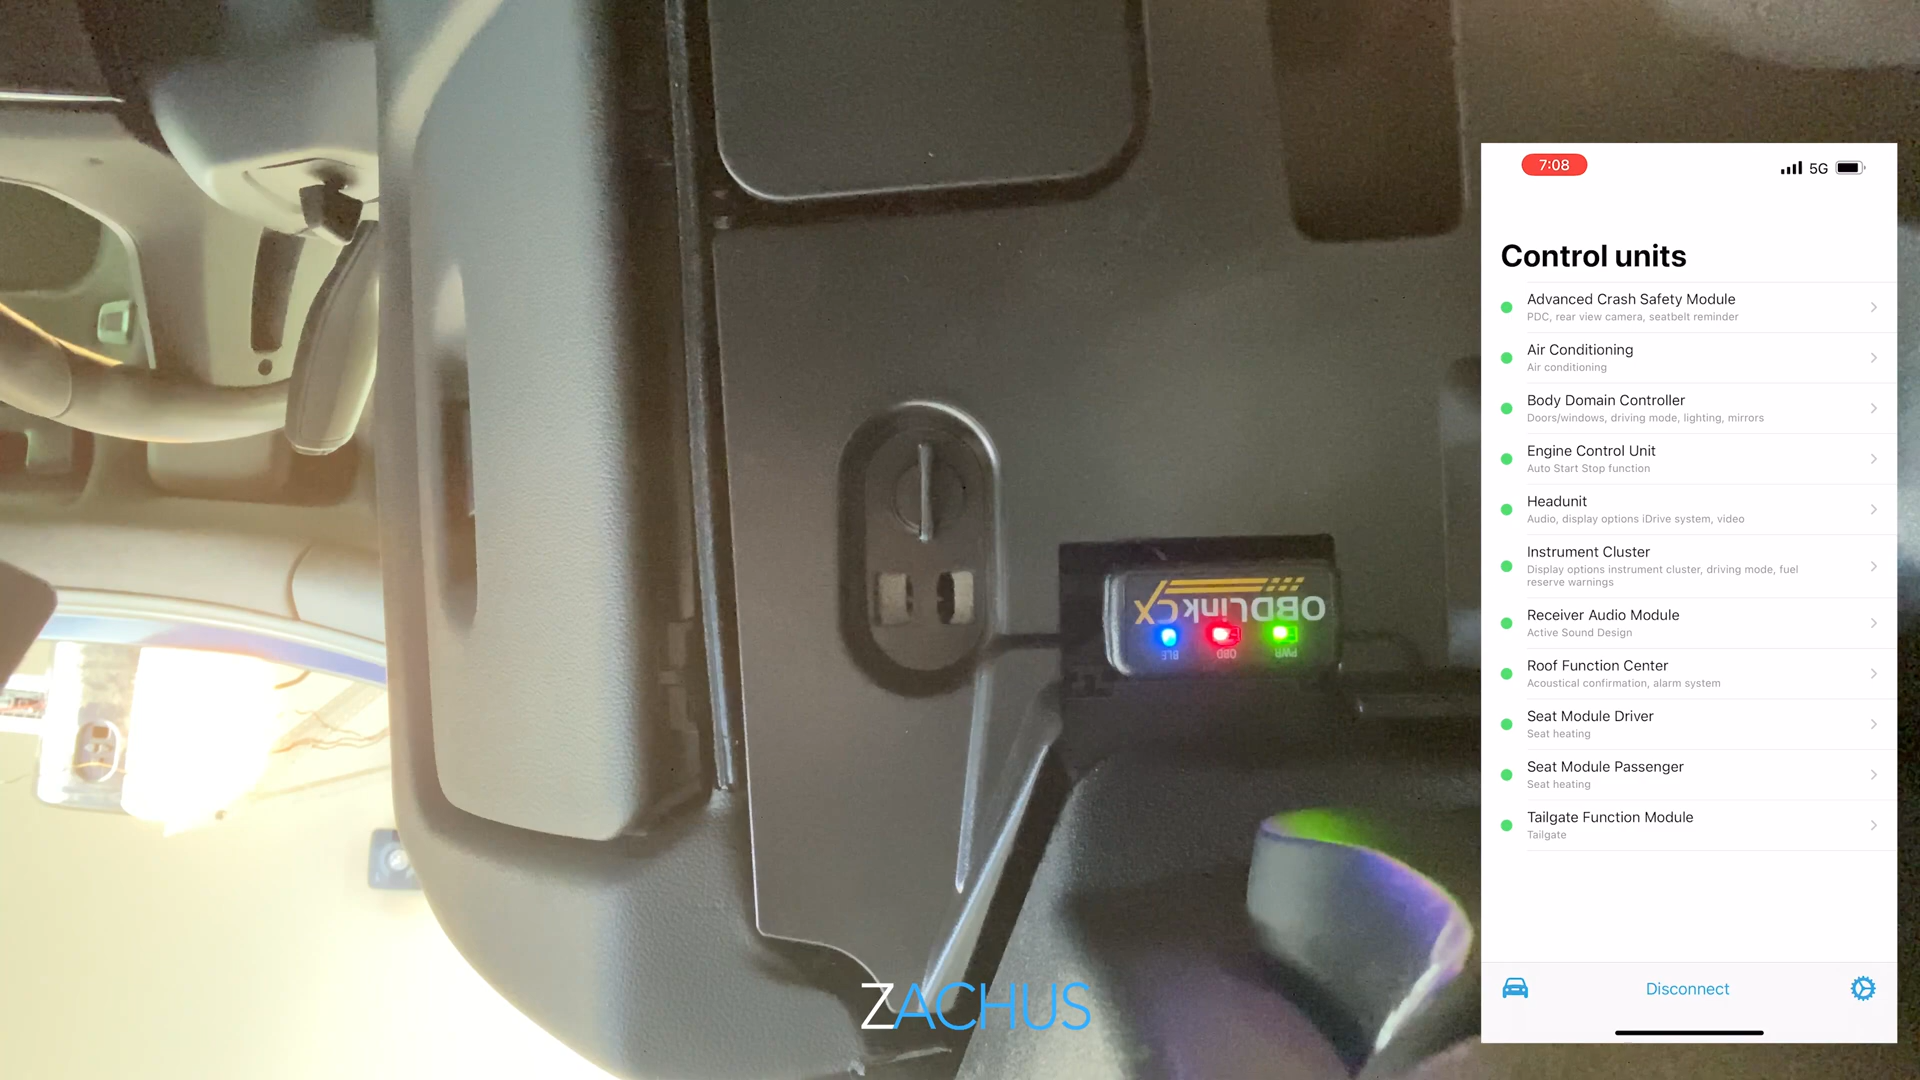 7:08
5G
Control units
Advanced Crash Safety Module
PDC, rear view camera, seatbelt reminder
Air Conditioning
Air conditioning
Body Domain Controller
Doors/windows, driving mode, lighting, mirrors
Engine Control Unit
Auto Start Stop function
Headunit
Audio, display options iDrive system, video
Instrument Cluster
Display options instrument cluster, driving mode, fuel
reserve warnings
Receiver Audio Module
Active Sound Design
Roof Function Center
Acoustical confirmation, alarm system
Seat Module Driver
Seat heating
Seat Module Passenger
Seat heating
Tailgate Function Module
Tailgate
Disconnect
OBDLink CX
PWR OBD BLE
ZACHUS